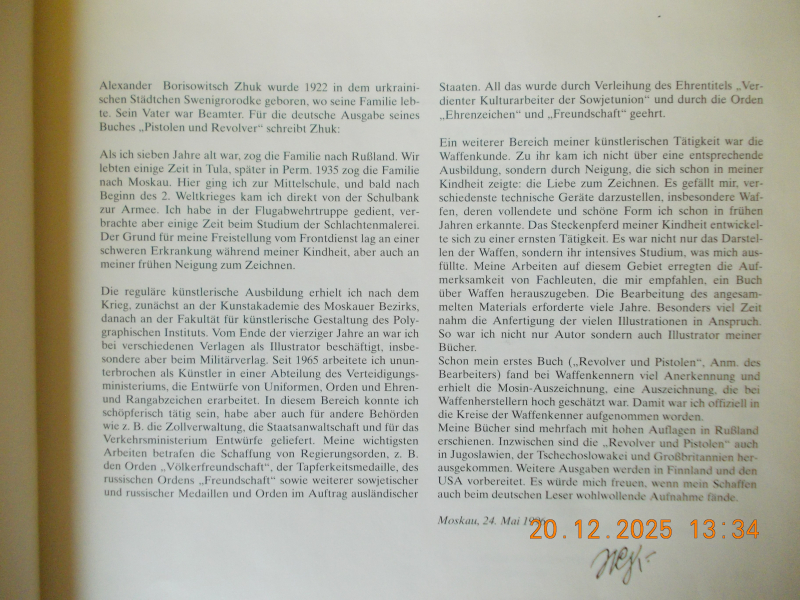 Alexander Borisowitsch Zhuk wurde 1922 in dem urkraini-
schen Städtchen Swenigrorodke geboren, wo seine Familie leb-
te. Sein Vater war Beamter. Für die deutsche Ausgabe seines
Buches „Pistolen und Revolver“ schreibt Zhuk:
Als ich sieben Jahre alt war, zog die Familie nach Rußland. Wir
lebten einige Zeit in Tula, später in Perm. 1935 zog die Familie
nach Moskau. Hier ging ich zur Mittelschule, und bald nach
Beginn des 2. Weltkrieges kam ich direkt von der Schulbank
zur Armee. Ich habe in der Flugabwehrtruppe gedient, ver-
brachte aber einige Zeit beim Studium der Schlachtenmalerei.
Der Grund für meine Freistellung vom Frontdienst lag an einer
schweren Erkrankung während meiner Kindheit, aber auch an
meiner frühen Neigung zum Zeichnen.
Die reguläre künstlerische Ausbildung erhielt ich nach dem
Krieg, zunächst an der Kunstakademie des Moskauer Bezirks,
danach an der Fakultät für künstlerische Gestaltung des Poly-
graphischen Instituts. Vom Ende der vierziger Jahre an war ich
bei verschiedenen Verlagen als Illustrator beschäftigt, insbe-
sondere aber beim Militärverlag. Seit 1965 arbeitete ich unun-
terbrochen als Künstler in einer Abteilung des Verteidigungs-
ministeriums, die Entwürfe von Uniformen, Orden und Ehren-
und Rangabzeichen erarbeitet. In diesem Bereich konnte ich
schöpferisch tätig sein, habe aber auch für andere Behörden
wie z. B. die Zollverwaltung, die Staatsanwaltschaft und für das
Verkehrsministerium Entwürfe geliefert. Meine wichtigsten
Arbeiten betrafen die Schaffung von Regierungsorden, z. B.
den Orden „Völkerfreundschaft“, der Tapferkeitsmedaille, des
russischen Ordens „Freundschaft“ sowie weiterer sowjetischer
und russischer Medaillen und Orden im Auftrag ausländischer
Staaten. All das wurde durch Verleihung des Ehrentitels „Ver-
dienter Kulturarbeiter der Sowjetunion“ und durch die Orden
„Ehrenzeichen“ und „Freundschaft“ geehrt.
Ein weiterer Bereich meiner künstlerischen Tätigkeit war die
Waffenkunde. Zu ihr kam ich nicht über eine entsprechende
Ausbildung, sondern durch Neigung, die sich schon in meiner
Kindheit zeigte: die Liebe zum Zeichnen. Es gefällt mir, ver-
schiedenste technische Geräte darzustellen, insbesondere Waf-
fen, deren vollendete und schöne Form ich schon in frühen
Jahren erkannte. Das Steckenpferd meiner Kindheit entwickel-
te sich zu einer ernsten Tätigkeit. Es war nicht nur das Darstel-
len der Waffen, sondern ihr intensives Studium, was mich aus-
füllte. Meine Arbeiten auf diesem Gebiet erregten die Auf-
merksamkeit von Fachleuten, die mir empfahlen, ein Buch
über Waffen herauszugeben. Die Bearbeitung des angesam-
melten Materials erforderte viele Jahre. Besonders viel Zeit
nahm die Anfertigung der vielen Illustrationen in Anspruch.
So war ich nicht nur Autor sondern auch Illustrator meiner
Bücher.
Schon mein erstes Buch („Revolver und Pistolen“, Anm. des
Bearbeiters) fand bei Waffenkennern viel Anerkennung und
erhielt die Mosin-Auszeichnung, eine Auszeichnung, die bei
Waffenherstellern hoch geschätzt war. Damit war ich offiziell in
die Kreise der Waffenkenner aufgenommen worden.
Meine Bücher sind mehrfach mit hohen Auflagen in Rußland
erschienen. Inzwischen sind die „Revolver und Pistolen“ auch
in Jugoslawien, der Tschechoslowakei und Großbritannien her-
ausgekommen. Weitere Ausgaben werden in Finnland und den
USA vorbereitet. Es würde mich freuen, wenn mein Schaffen
auch beim deutschen Leser wohlwollende Aufnahme fände.
Moskau, 24. Mai
20.12.2025 13:34